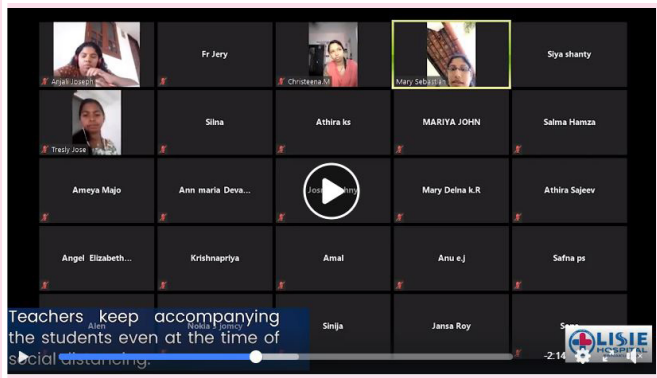 Anjali Joseph
Fr Jery
Christeena.M
Mary Sebastian
Siya shanty
Tresly Jose
Silna
Athira ks
MARIYA JOHN
Salma Hamza
Ameya Majo
Ann maria Deva...
Mary Delna k.R
Athira Sajeev
Angel Elizabeth...
Krishnapriya
Amal
Anu e.j
Safna ps
Alen
Sinija
Jansa Roy
Teachers keep accompanying
the students even at the time of
social distancing.
-2:14
LISIE
HOSPITAL